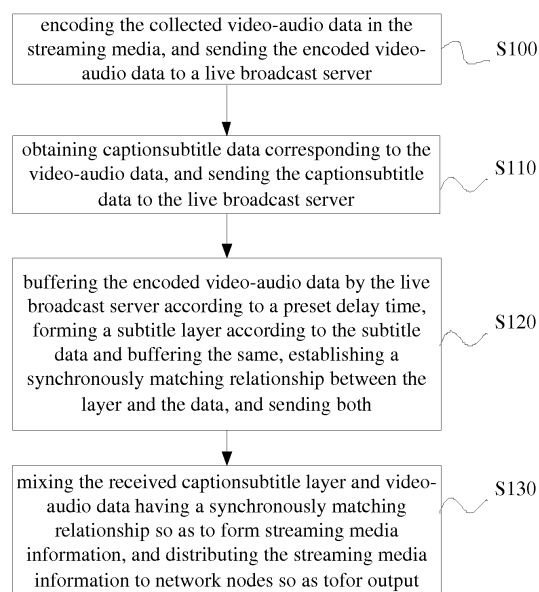 encoding the collected video-audio data in the
streaming media, and sending the encoded video-
audio data to a live broadcast server
S100
obtaining captionsubtitle data corresponding to the
video-audio data, and sending the captionsubtitle
data to the live broadcast server
S110
buffering the encoded video-audio data by the live
broadcast server according to a preset delay time,
forming a subtitle layer according to the subtitle
data and buffering the same, establishing a
synchronously matching relationship between the
layer and the data, and sending both
S120
mixing the received captionsubtitle layer and video-
audio data having a synchronously matching
relationship so as to form streaming media
information, and distributing the streaming media
information to network nodes so as tofor output
S130